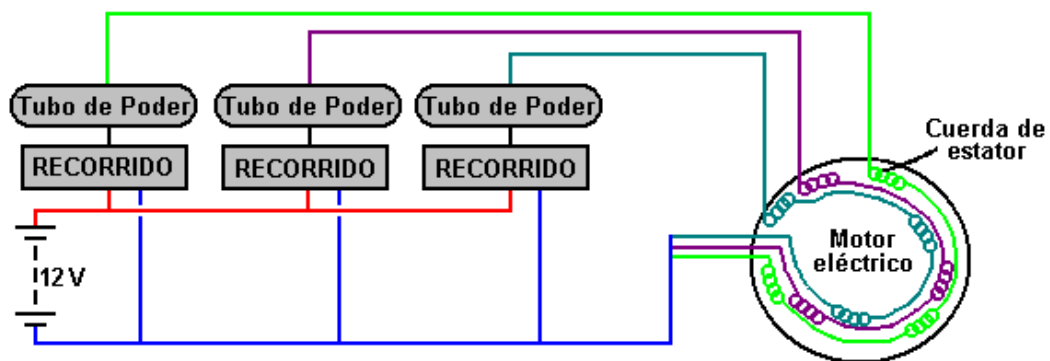 Tubo de Poder
Tubo de Poder
Tubo de Poder
RECORRIDO
RECORRIDO
RECORRIDO
Cuerda de
estator
12 V
Motor
eléctrico